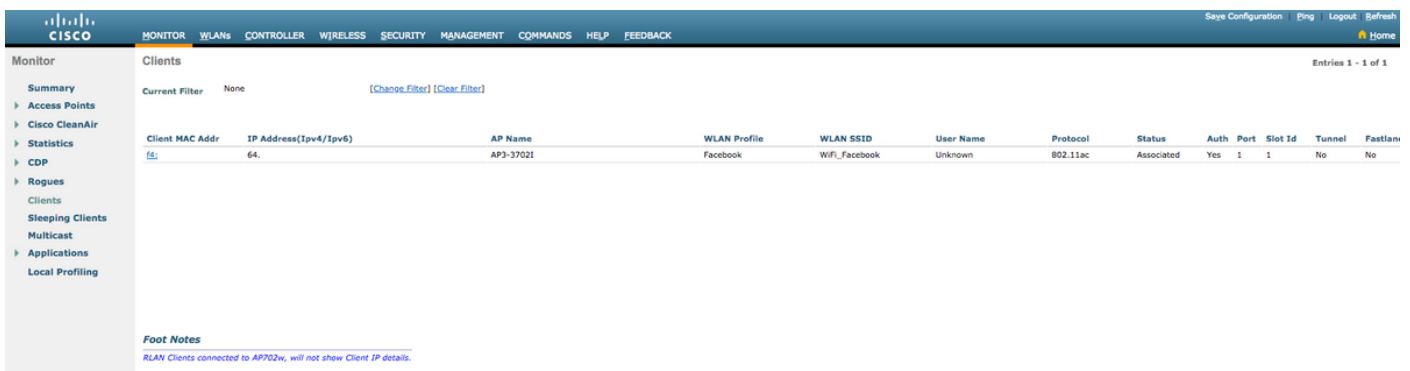 Save Configuration | Ping | Logout | Refresh
CISCO MONITOR WLANs CONTROLLER WIRELESS SECURITY MANAGEMENT COMMANDS HELP FEEDBACK Home
Monitor
Summary
Access Points
Cisco CleanAir
Statistics
CDP
Rogues
Clients
Sleeping Clients
Multicast
Applications
Local Profiling
Clients Entries 1 - 1 of 1
Current Filter None [Change Filter] [Clear Filter]
Client MAC Addr IP Address(Ipv4/Ipv6) AP Name WLAN Profile WLAN SSID User Name Protocol Status Auth Port Slot Id Tunnel Fastlane
f4: 64. AP3-3702I Facebook WiFi_Facebook Unknown 802.11ac Associated Yes 1 1 No No
Foot Notes
RLAN Clients connected to AP702w, will not show Client IP details.